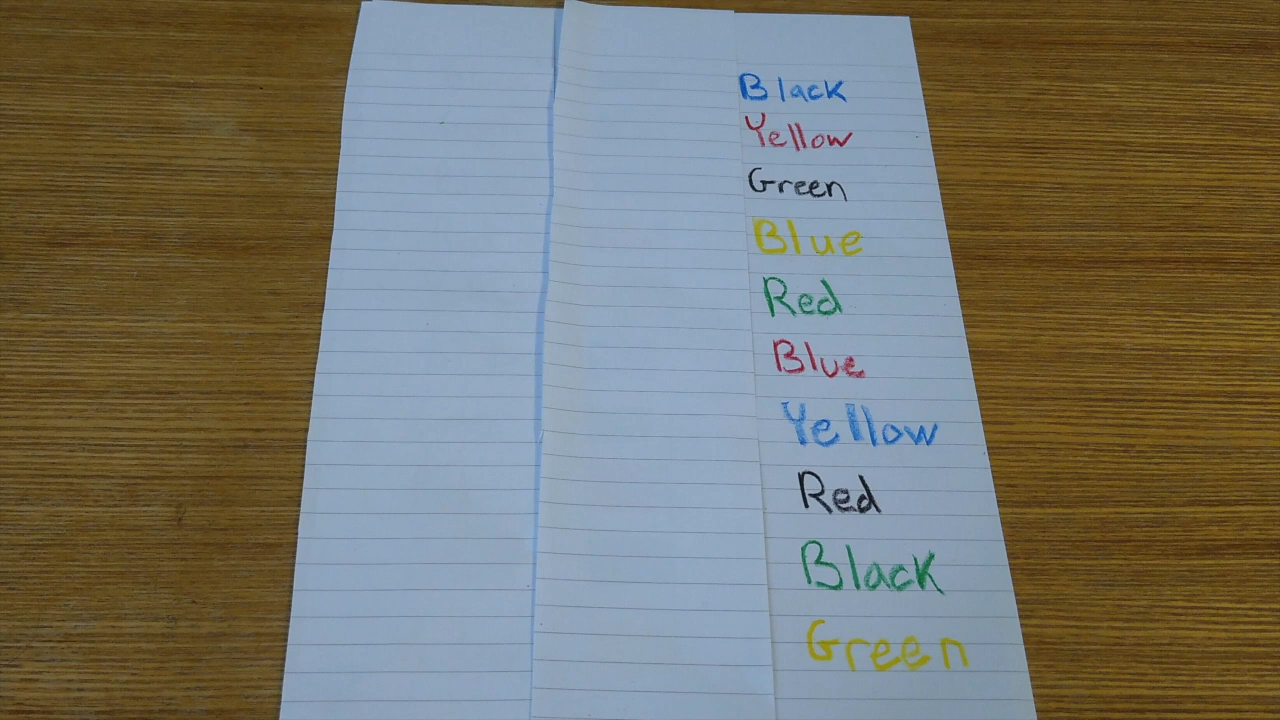 Black
Yellow
Green
Blue
Red
Blue
Yellow
Red
Black
Green